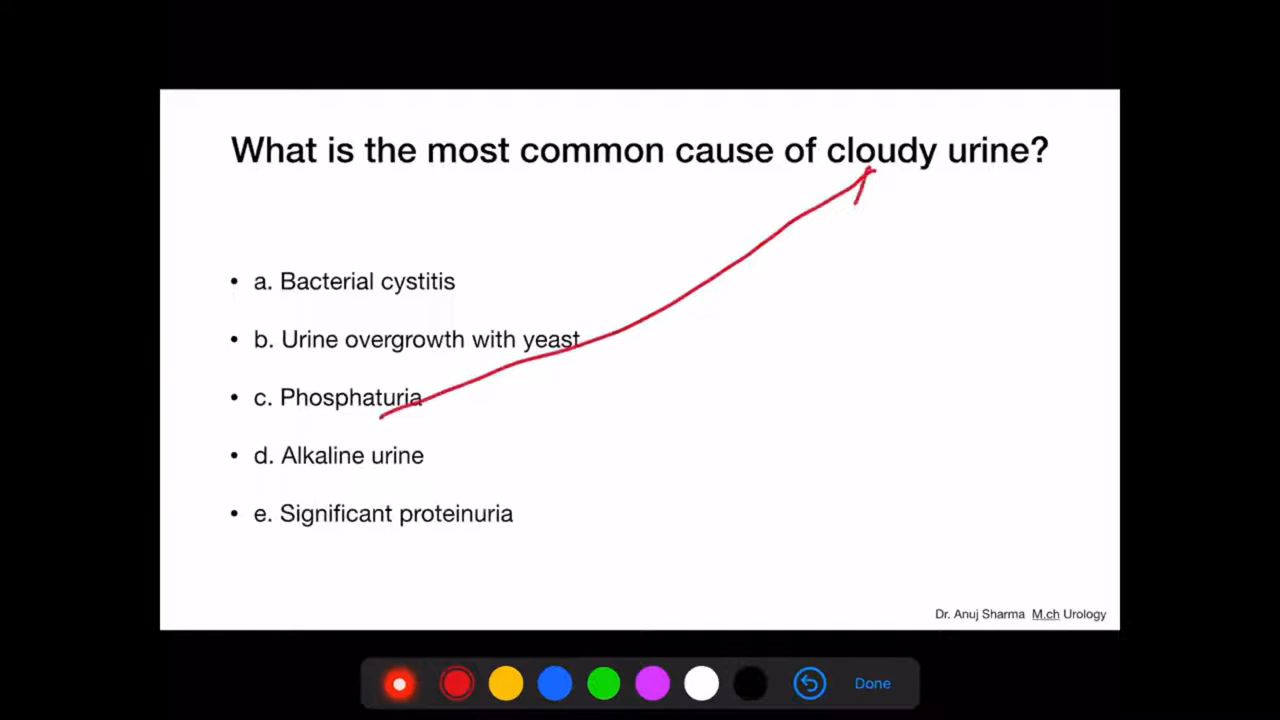 What is the most common cause of cloudy urine?
• a. Bacterial cystitis
• b. Urine overgrowth with yeast
• c. Phosphaturia
• d. Alkaline urine
• e. Significant proteinuria
Dr. Anuj Sharma M.ch Urology
Done